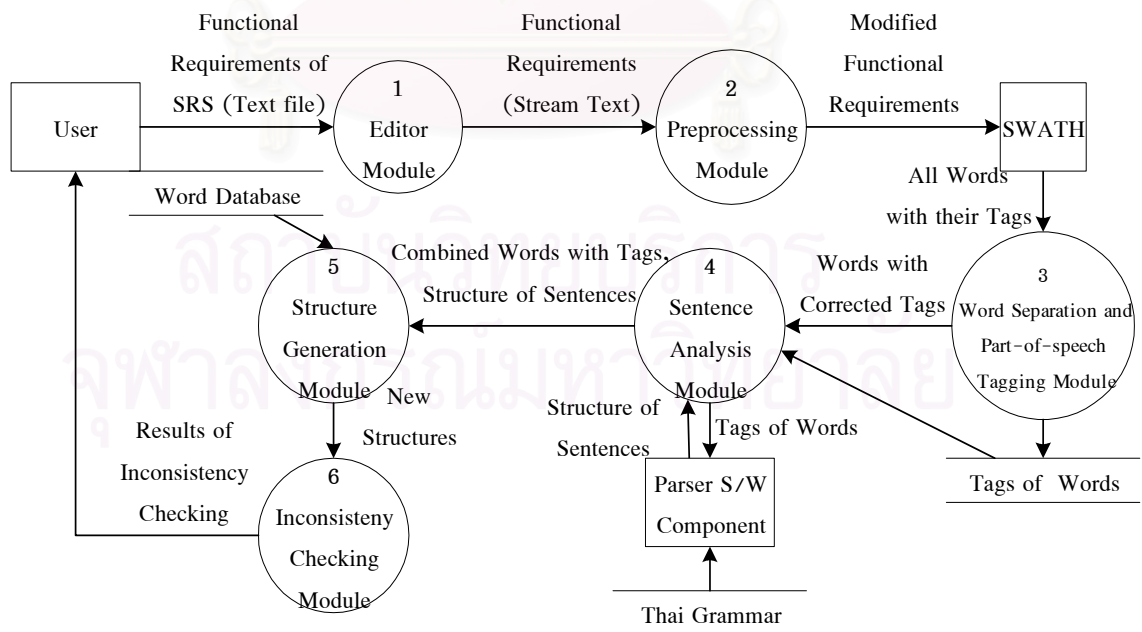 Functional
Requirements of
SRS (Text file)
Functional
Requirements
(Stream Text)
Modified
Functional
Requirements
User
1
Editor
Module
2
Preprocessing
Module
SWATH
All Words
with their Tags
Word Database
5
Structure
Generation
Module
Combined Words with Tags,
Structure of Sentences
4
Sentence
Analysis
Module
Words with
Corrected Tags
3
Word Separation and
Part-of-speech
Tagging Module
New
Structures
Structure of
Sentences
Tags of Words
Results of
Inconsistency
Checking
6
Inconsisteny
Checking
Module
Parser S/W
Component
Tags of Words
Thai Grammar
สถาบันวิทยบริการ
จุฬาลงกรณ์มหาวิทยาลัย